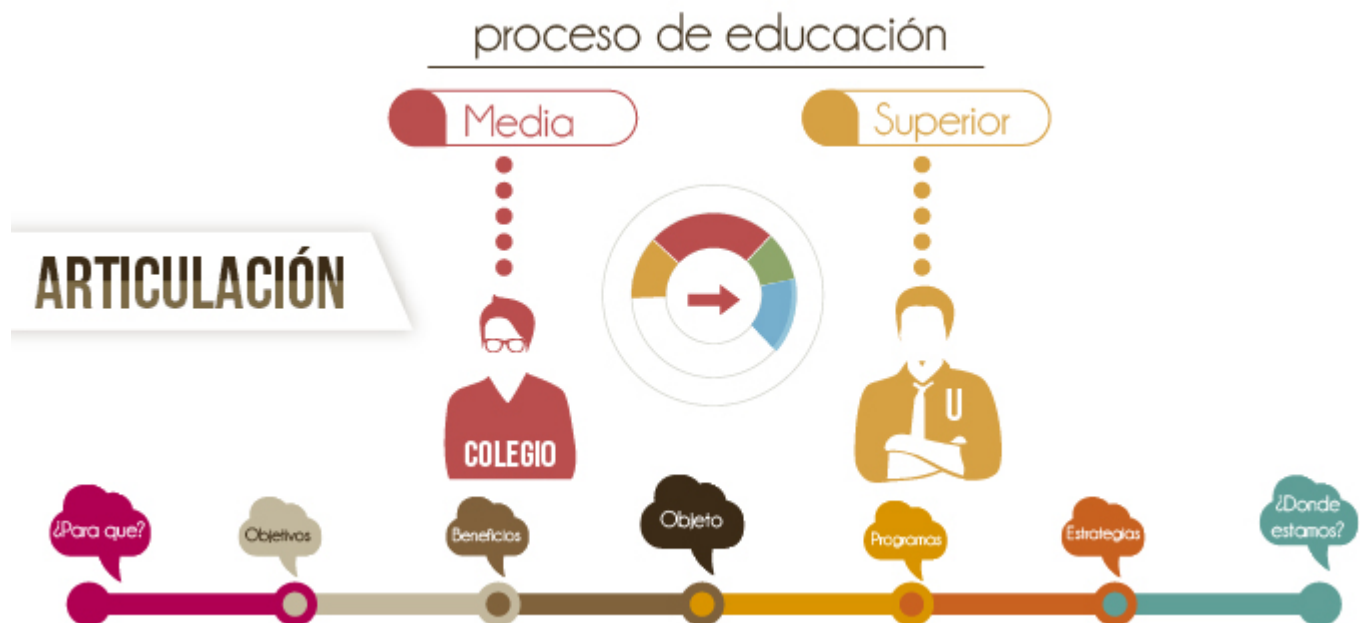 proceso de educación
Media
Superior
ARTICULACIÓN
COLEGIO
U
¿Para que?
Objetivos
Beneficios
Objeto
Programas
Estrategias
¿Donde
estamos?